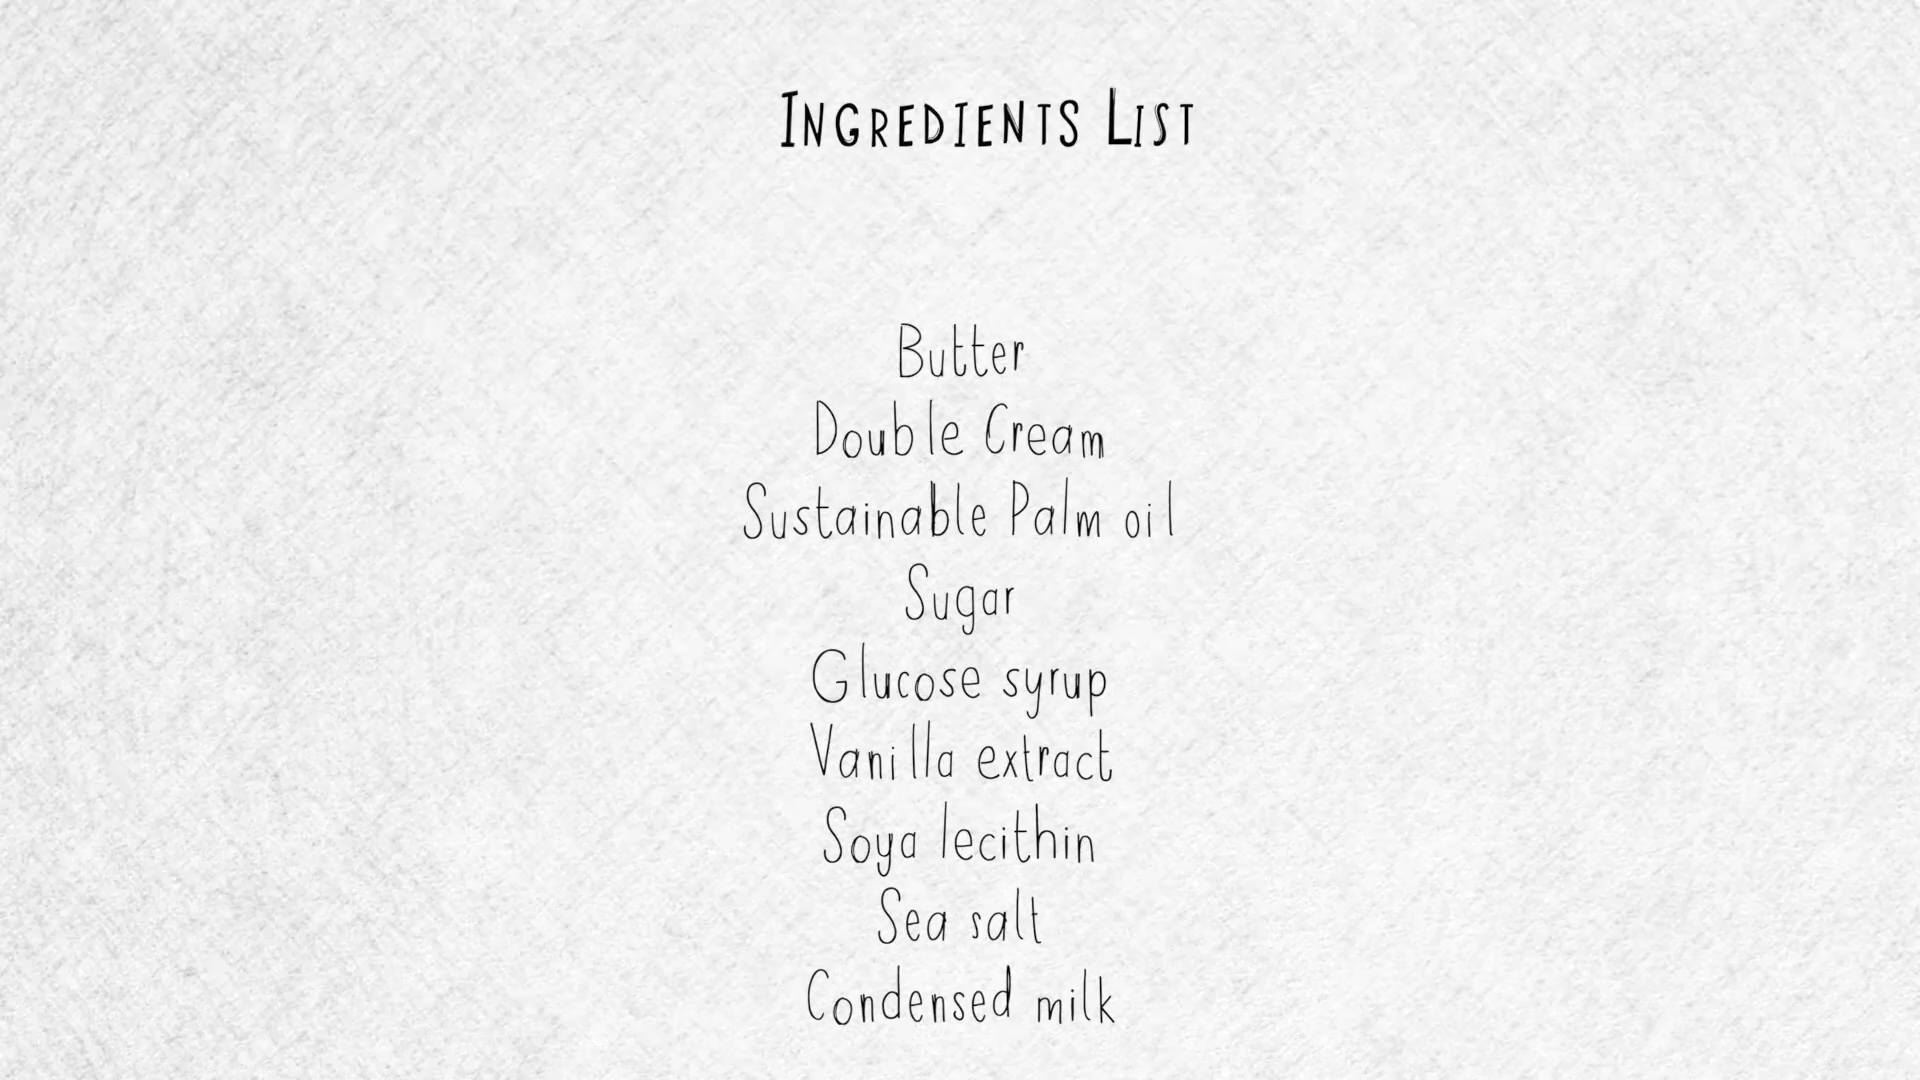 Ingredients List
Butter
Double Cream
Sustainable Palm oil
Sugar
Glucose syrup
Vanilla extract
Soya lecithin
Sea salt
Condensed milk